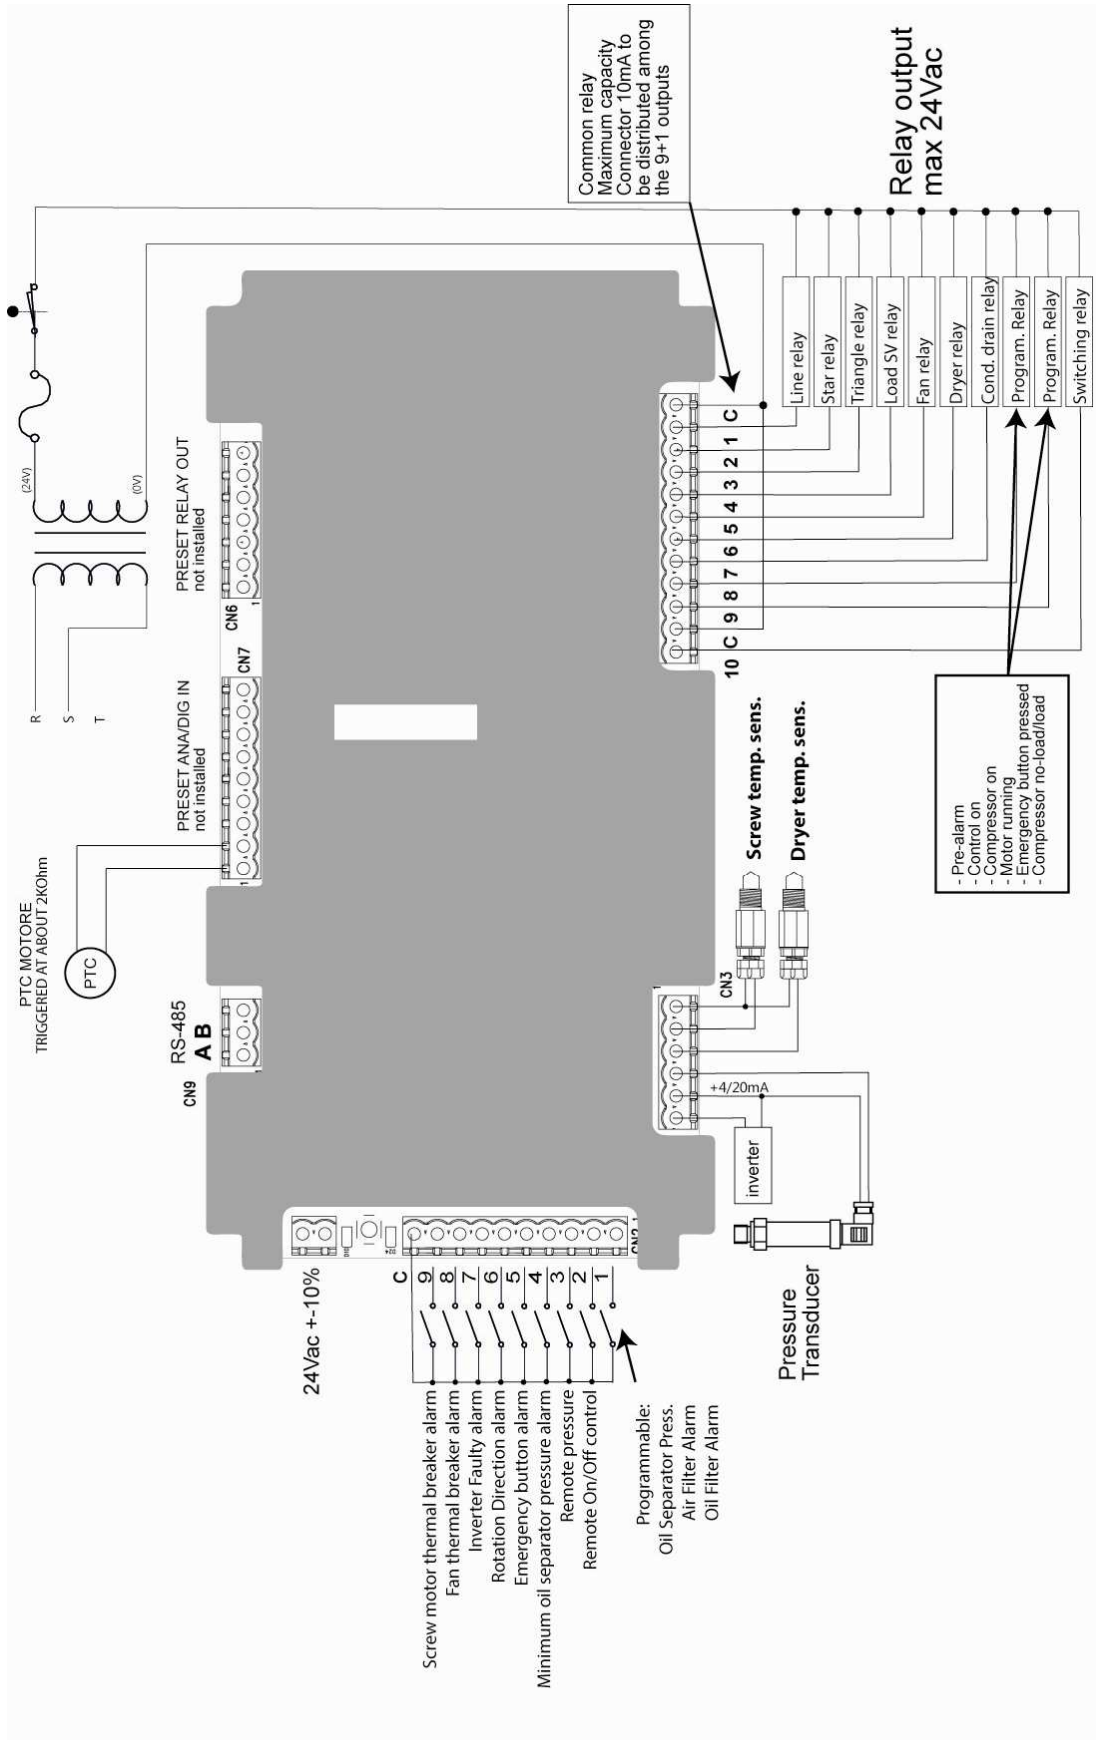 R
S
T
(24V)
(0V)
PTC MOTORE
TRIGGERED AT ABOUT 2KOhm
PTC
RS-485
A B
CN9
1
PRESET ANA/DIG IN
not installed
CN7
1
PRESET RELAY OUT
not installed
CN6
1
Common relay
Maximum capacity
Connector 10mA to
be distributed among
the 9+1 outputs
Relay output
max 24Vac
Line relay
Star relay
Triangle relay
Load SV relay
Fan relay
Dryer relay
Cond. drain relay
Program. Relay
Program. Relay
Switching relay
10 C 9 8 7 6 5 4 3 2 1 C
- Pre-alarm
- Control on
- Compressor on
- Motor running
- Emergency button pressed
- Compressor no-load/load
Screw temp. sens.
Dryer temp. sens.
CN3
1
+4/20mA
inverter
Pressure
Transducer
24Vac +-10%
CN2 1
C
9
8
7
6
5
4
3
2
1
Screw motor thermal breaker alarm
Fan thermal breaker alarm
Inverter Faulty alarm
Rotation Direction alarm
Emergency button alarm
Minimum oil separator pressure alarm
Remote pressure
Remote On/Off control
Programmable:
Oil Separator Press.
Air Filter Alarm
Oil Filter Alarm